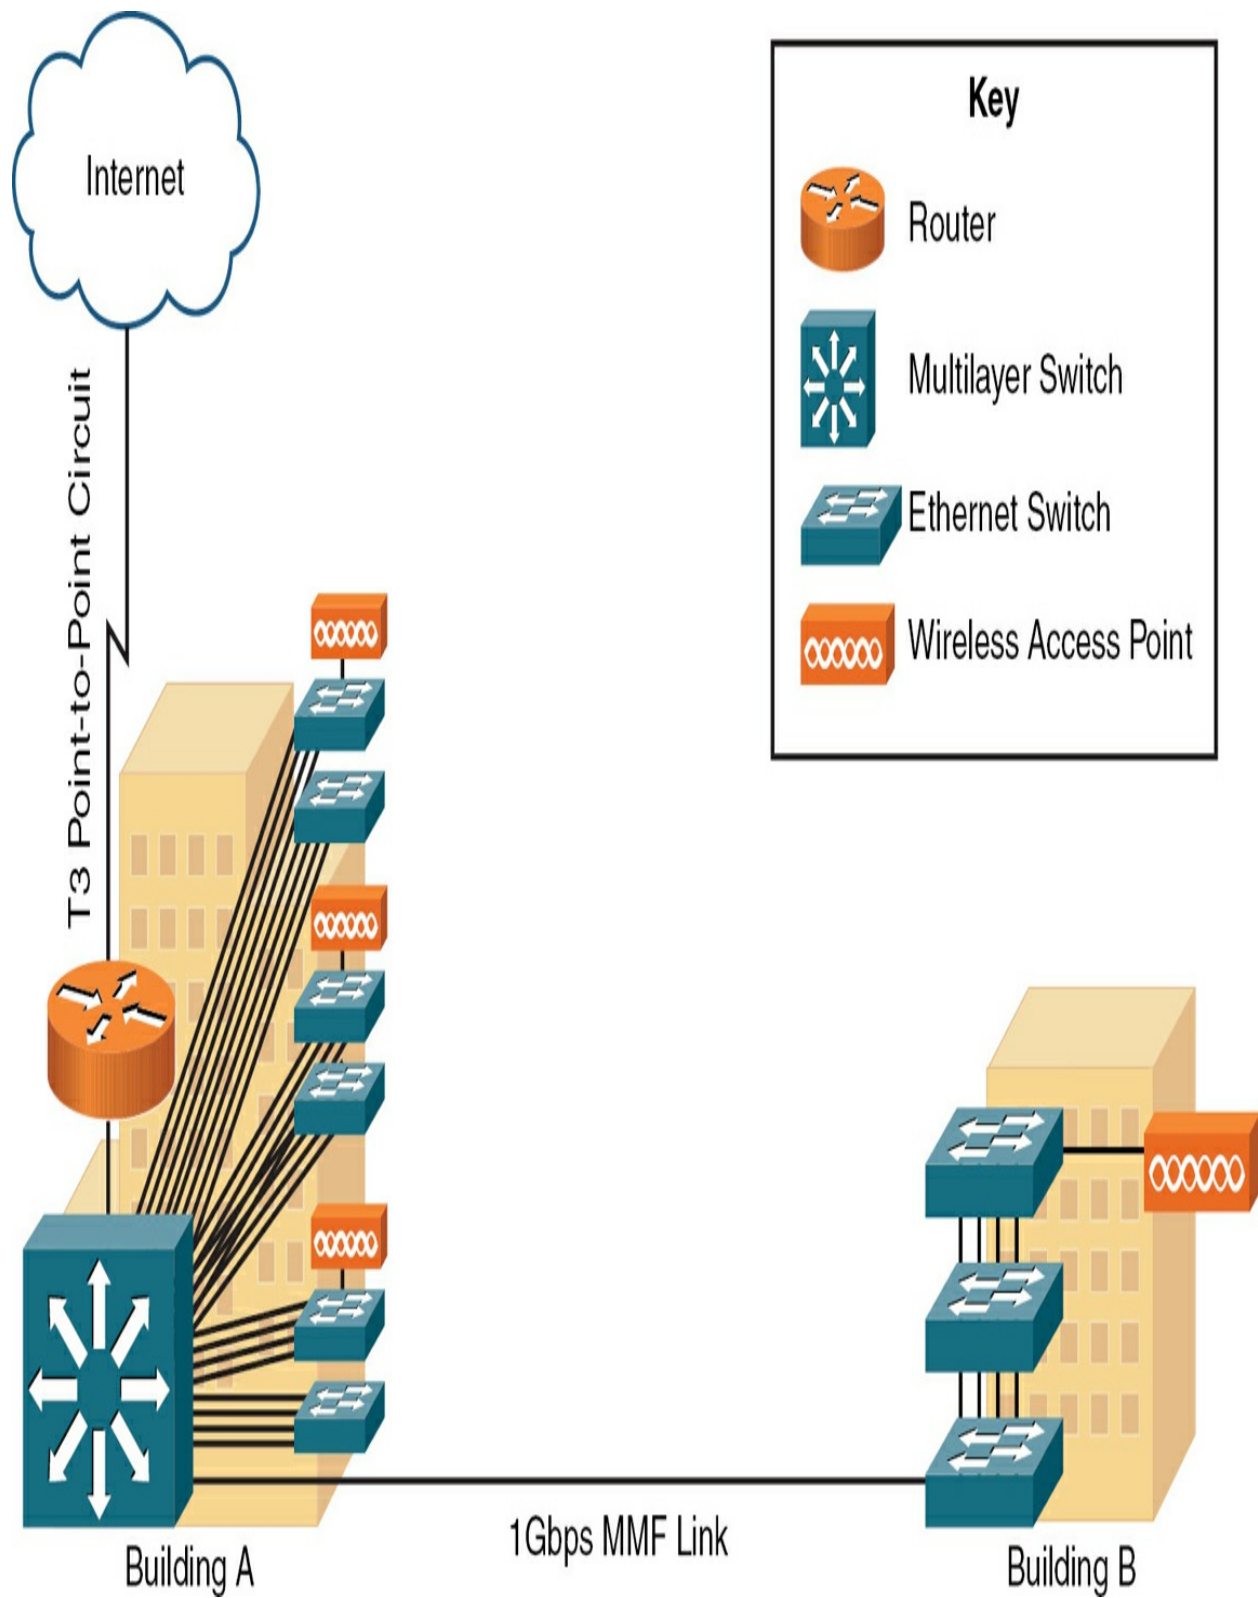 Internet
T3 Point-to-Point Circuit
Key
Router
Multilayer Switch
Ethernet Switch
Wireless Access Point
1Gbps MMF Link
Building A
Building B